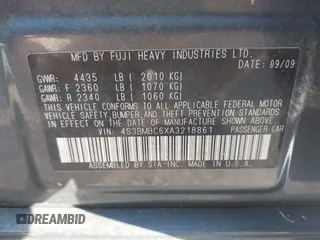 MFD BY FUJI HEAVY INDUSTRIES LTD.
DATE: 09/09
GVWR: 4435 LB [ 2010 KG]
GAWR: F 2360 LB [ 1070 KG]
GAWR: R 2340 LB [ 1060 KG]
THIS VEHICLE CONFORMS TO ALL APPLICABLE
FEDERAL MOTOR VEHICLE SAFETY, BUMPER, AND
THEFT PREVENTION STANDARDS IN EFFECT ON THE
DATE OF MANUFACTURE SHOWN ABOVE.
VIN: 4S3BMBC6XA3218861
PASSENGER CAR
ASSEMBLED BY SIA-INC. MADE IN U.S.A.
DREAMBID